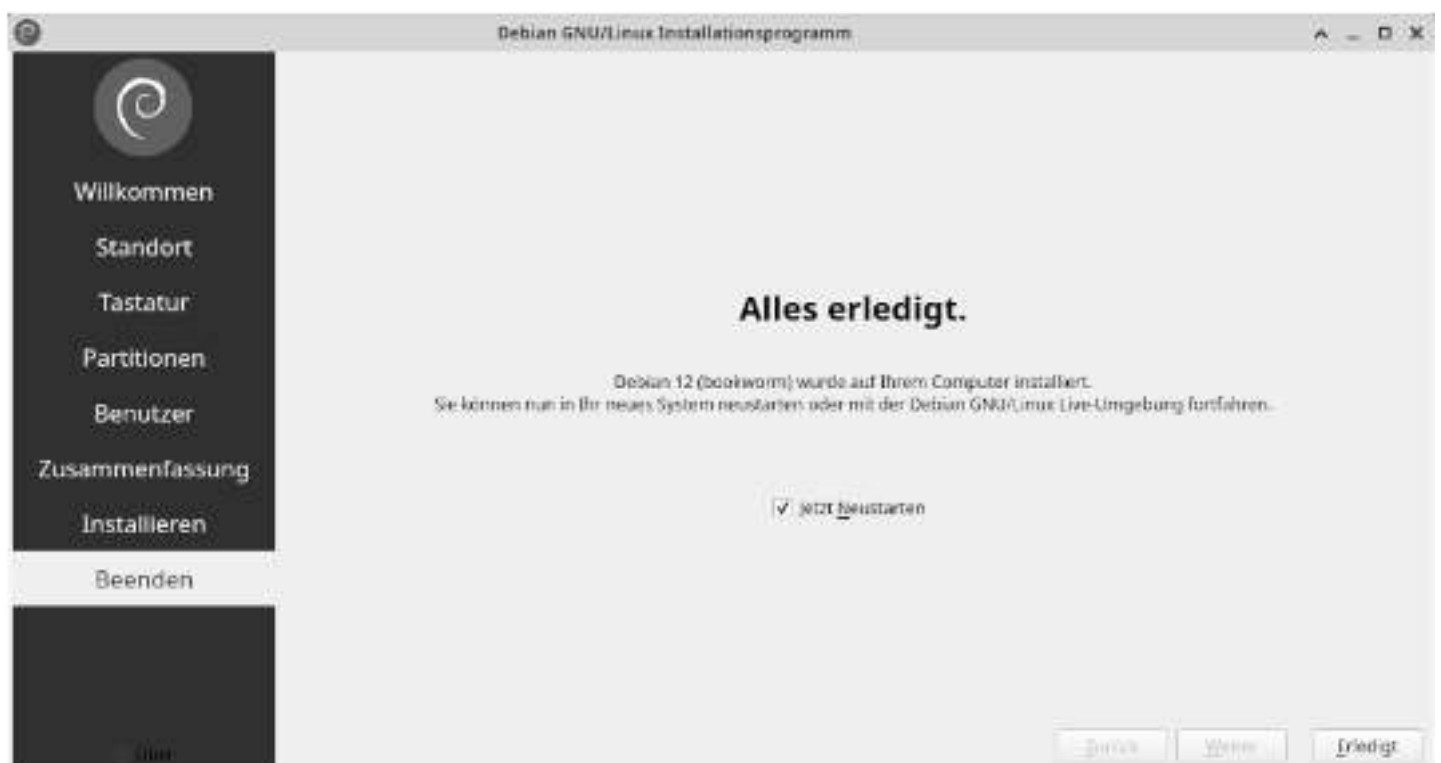 Debian GNU/Linux Installationsprogramm
Willkommen
Standort
Tastatur
Partitionen
Benutzer
Zusammenfassung
Installieren
Beenden
Über
Alles erledigt.
Debian 12 (bookworm) wurde auf Ihrem Computer installiert.
Sie können nun in Ihr neues System neustarten oder mit der Debian GNU/Linux Live-Umgebung fortfahren.
Jetzt Neustarten
Zurück Weiter Erledigt